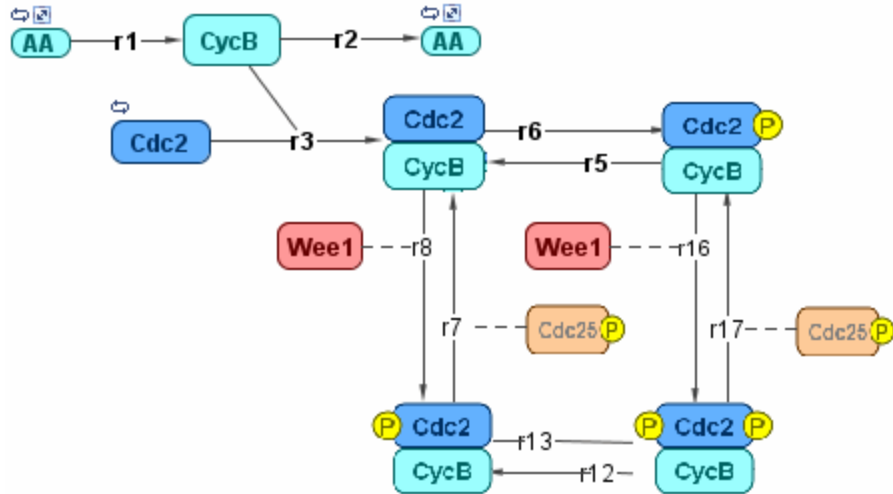 AA r1 CycB r2 AA
Cdc2 r3 Cdc2 r6 Cdc2 P
CycB r5 CycB
Wee1 r8 Wee1 r16
r7 Cdc25 P r17 Cdc25 P
P Cdc2 r13 P Cdc2 P
CycB r12 CycB